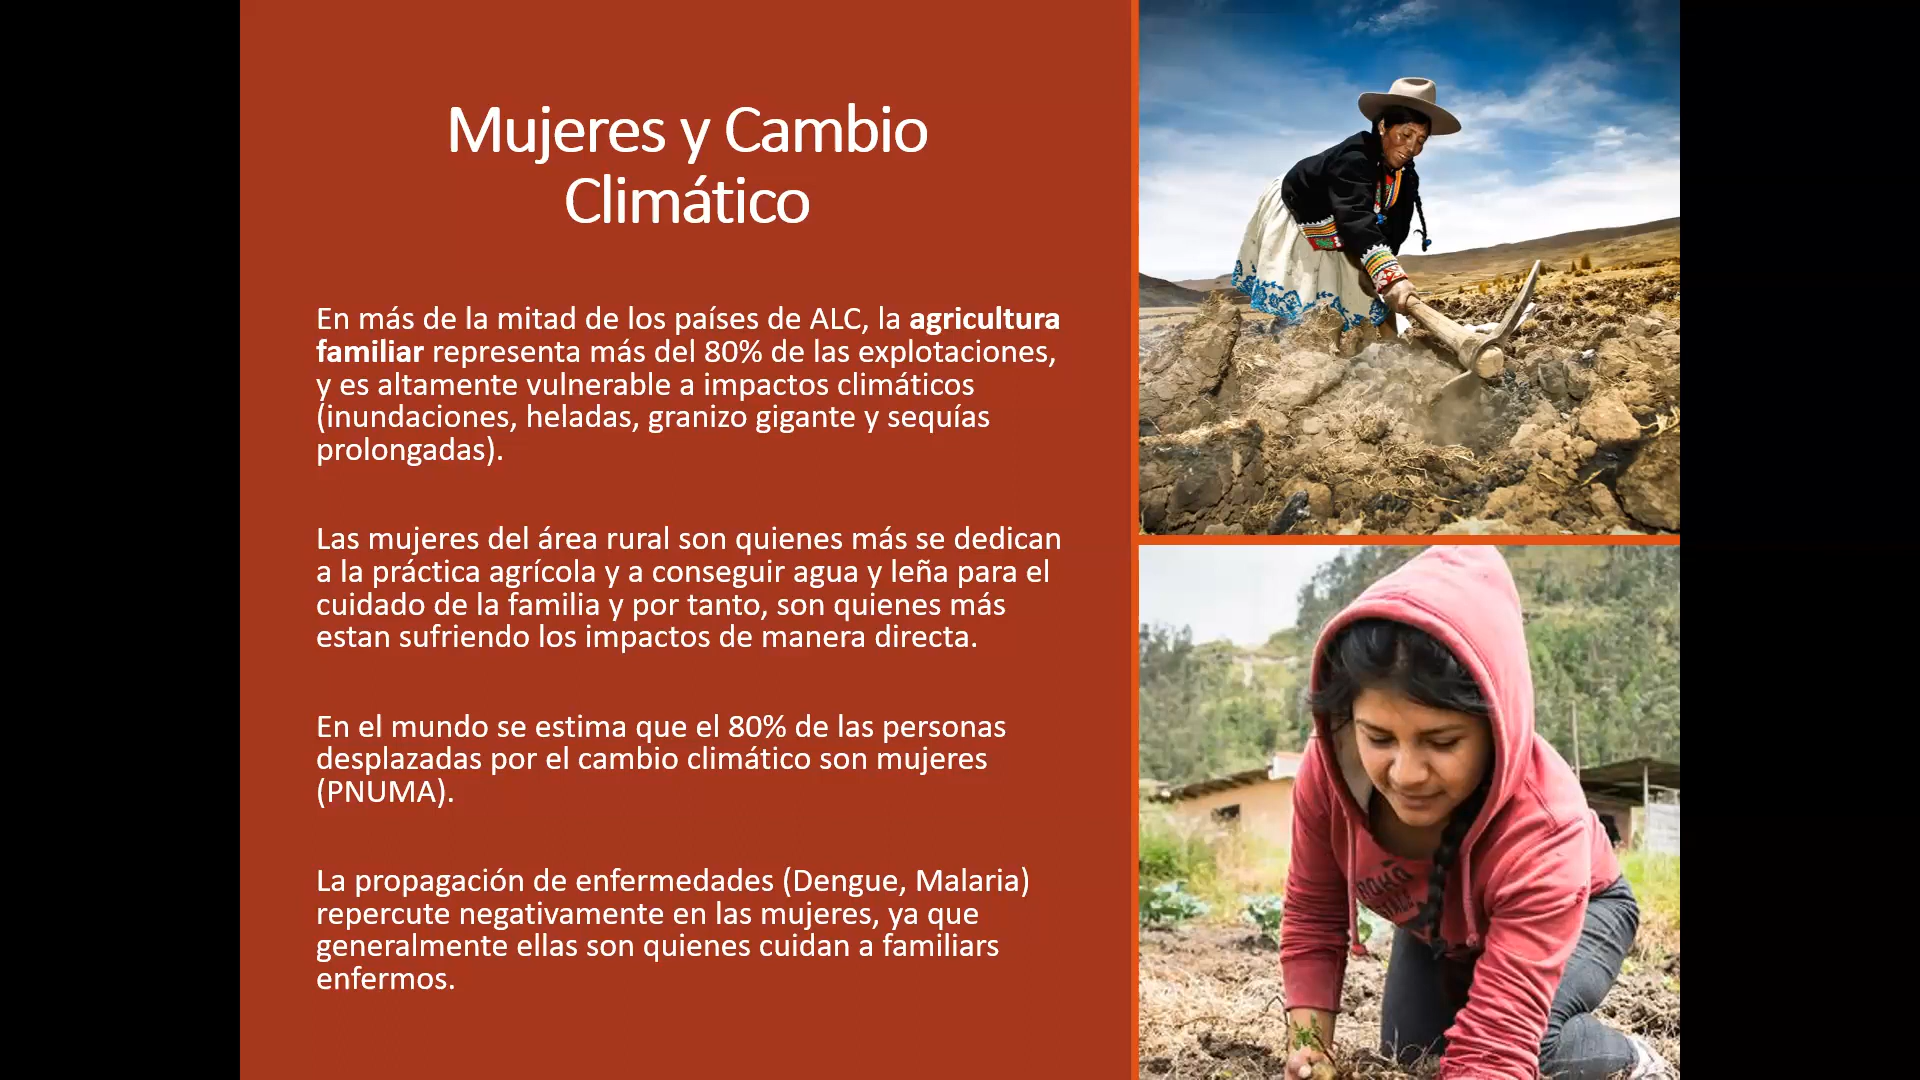 Mujeres y Cambio
Climático
En más de la mitad de los países de ALC, la agricultura
familiar representa más del 80% de las explotaciones,
y es altamente vulnerable a impactos climáticos
(inundaciones, heladas, granizo gigante y sequías
prolongadas).
Las mujeres del área rural son quienes más se dedican
a la práctica agrícola y a conseguir agua y leña para el
cuidado de la familia y por tanto, son quienes más
estan sufriendo los impactos de manera directa.
En el mundo se estima que el 80% de las personas
desplazadas por el cambio climático son mujeres
(PNUMA).
La propagación de enfermedades (Dengue, Malaria)
repercute negativamente en las mujeres, ya que
generalmente ellas son quienes cuidan a familiars
enfermos.